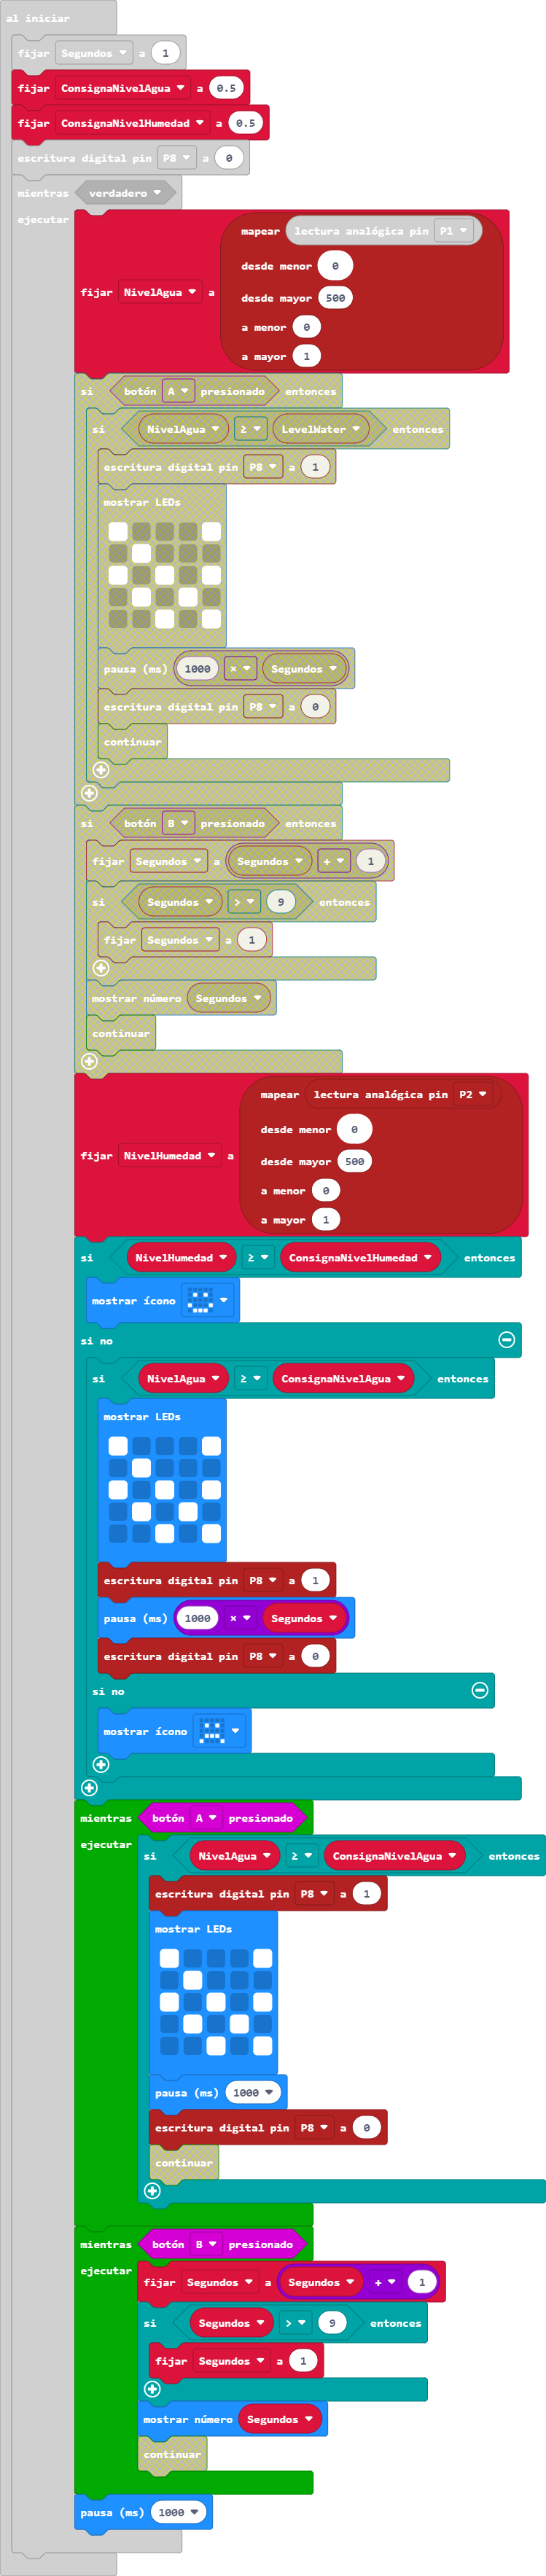 al iniciar
fijar Segundos a 1
fijar ConsignaNivelAgua a 0.5
fijar ConsignaNivelHumedad a 0.5
escritura digital pin P8 a 0
mientras verdadero
ejecutar
mapear lectura analógica pin P1
desde menor 0
fijar NivelAgua a
desde mayor 500
a menor 0
a mayor 1
si botón A presionado entonces
si NivelAgua ≥ LevelWater entonces
escritura digital pin P8 a 1
mostrar LEDs
pausa (ms) 1000 × Segundos
escritura digital pin P8 a 0
continuar
si botón B presionado entonces
fijar Segundos a Segundos + 1
si Segundos > 9 entonces
fijar Segundos a 1
mostrar número Segundos
continuar
mapear lectura analógica pin P2
desde menor 0
fijar NivelHumedad a
desde mayor 500
a menor 0
a mayor 1
si NivelHumedad ≥ ConsignaNivelHumedad entonces
mostrar ícono
si no
si NivelAgua ≥ ConsignaNivelAgua entonces
mostrar LEDs
escritura digital pin P8 a 1
pausa (ms) 1000 × Segundos
escritura digital pin P8 a 0
si no
mostrar ícono
mientras botón A presionado
ejecutar
si NivelAgua ≥ ConsignaNivelAgua entonces
escritura digital pin P8 a 1
mostrar LEDs
pausa (ms) 1000
escritura digital pin P8 a 0
continuar
mientras botón B presionado
ejecutar
fijar Segundos a Segundos + 1
si Segundos > 9 entonces
fijar Segundos a 1
mostrar número Segundos
continuar
pausa (ms) 1000